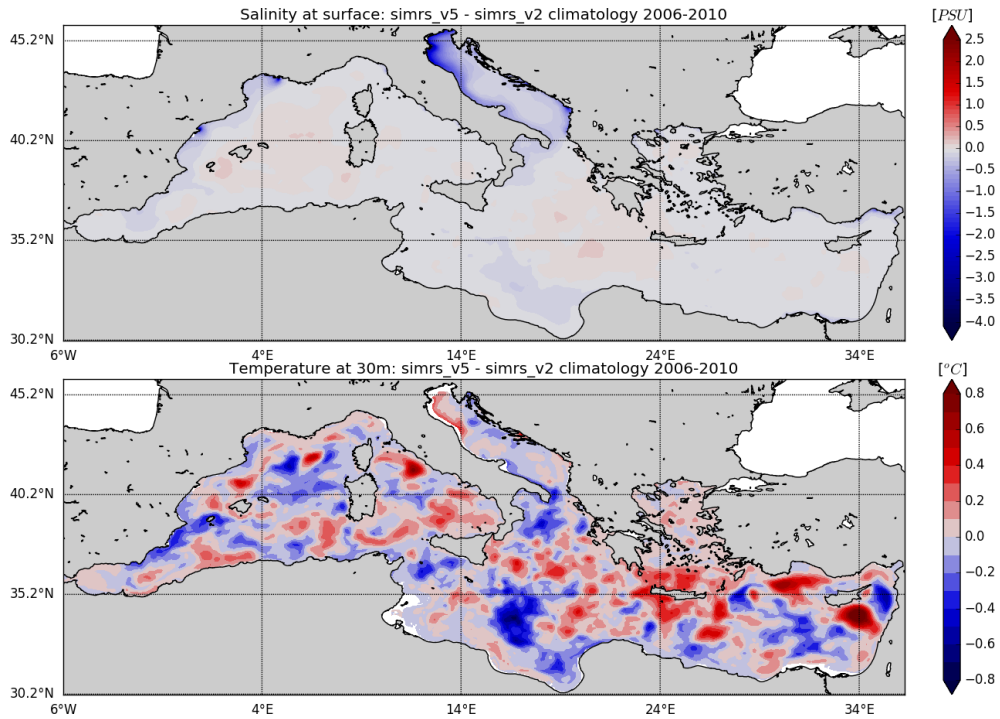 Salinity at surface: simrs_v5 - simrs_v2 climatology 2006-2010
[PSU]
45.2°N
40.2°N
35.2°N
30.2°N
6°W
4°E
14°E
24°E
34°E
2.5
2.0
1.5
1.0
0.5
0.0
−0.5
−1.0
−1.5
−2.0
−2.5
−3.0
−3.5
−4.0
Temperature at 30m: simrs_v5 - simrs_v2 climatology 2006-2010
[°C]
45.2°N
40.2°N
35.2°N
30.2°N
6°W
4°E
14°E
24°E
34°E
0.8
0.6
0.4
0.2
0.0
−0.2
−0.4
−0.6
−0.8